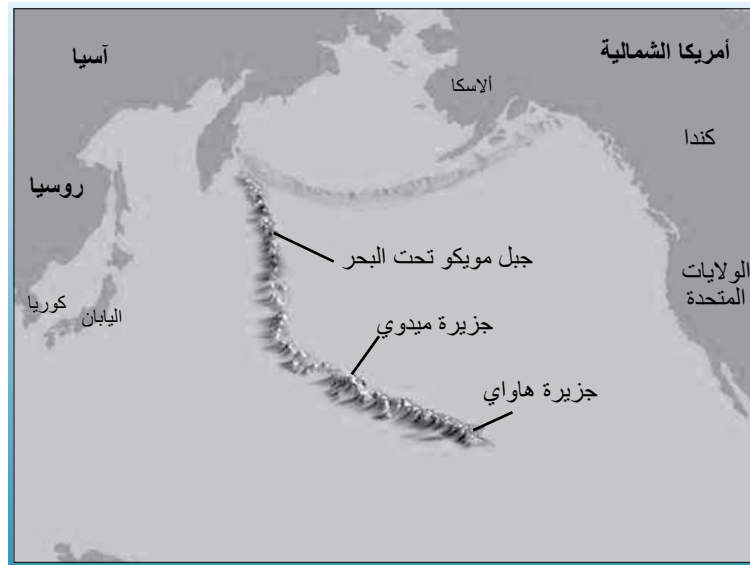 أمريكا الشمالية
آسيا
ألاسكا
كندا
روسيا
جبل مويكو تحت البحر
الولايات
المتحدة
كوريا
اليابان
جزيرة ميدوي
جزيرة هاواي